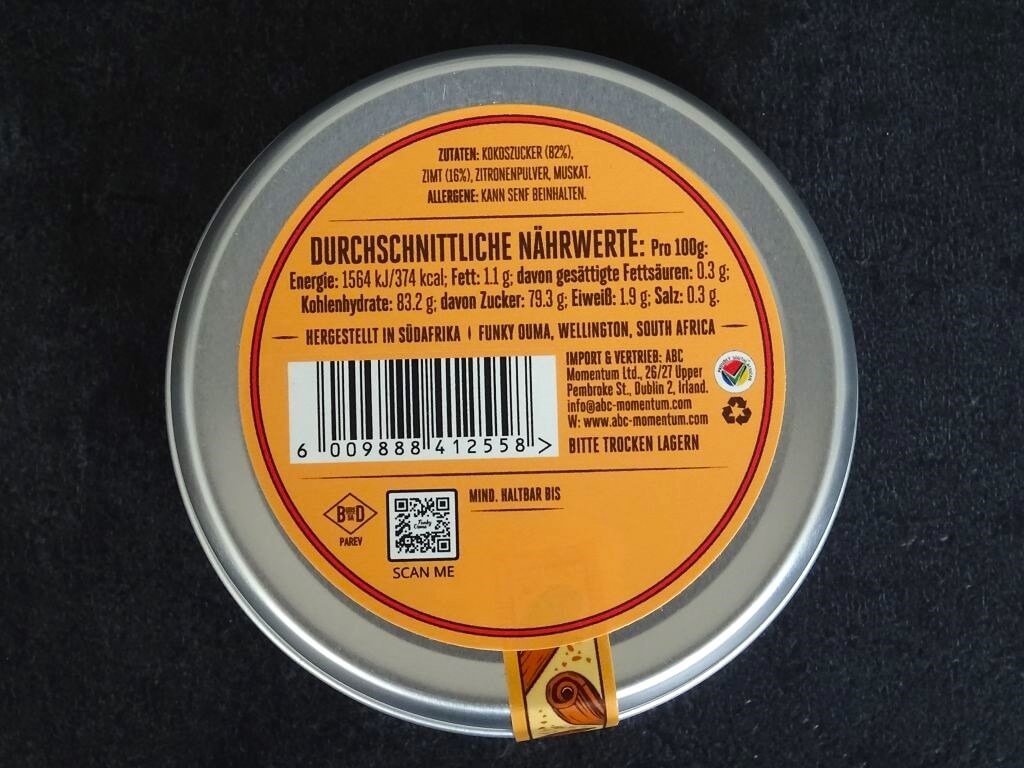 ZUTATEN: KOKOSZUCKER (82%),
ZIMT (16%), ZITRONENPULVER, MUSKAT.
ALLERGENE: KANN SENF BEINHALTEN.
DURCHSCHNITTLICHE NÄHRWERTE: Pro 100g:
Energie: 1564 kJ/374 kcal; Fett: 1.1 g; davon gesättigte Fettsäuren: 0.3 g;
Kohlenhydrate: 83.2 g; davon Zucker: 79.3 g; Eiweiß: 1.9 g; Salz: 0.3 g.
HERGESTELLT IN SÜDAFRIKA | FUNKY OUMA, WELLINGTON, SOUTH AFRICA
IMPORT & VERTRIEB: ABC
Momentum Ltd., 26/27 Upper
Pembroke St., Dublin 2, Irland.
info@abc-momentum.com
W: www.abc-momentum.com
BITTE TROCKEN LAGERN
6 009888 412558 >
MIND. HALTBAR BIS
PAREV
SCAN ME